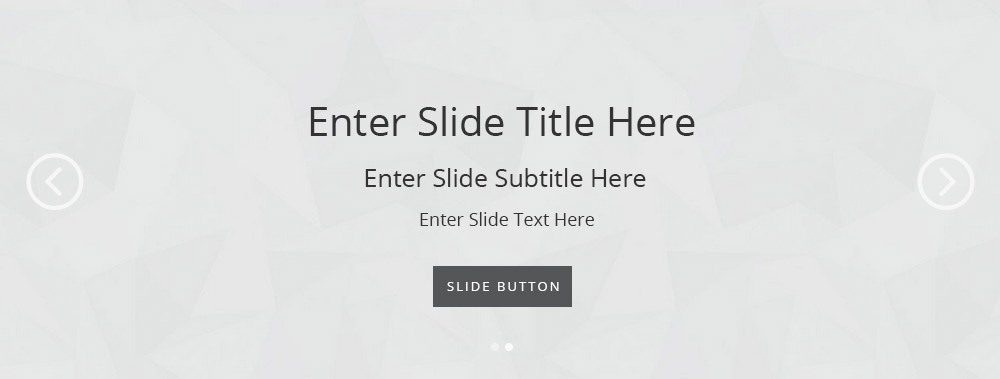 Enter Slide Title Here
Enter Slide Subtitle Here
Enter Slide Text Here
SLIDE BUTTON